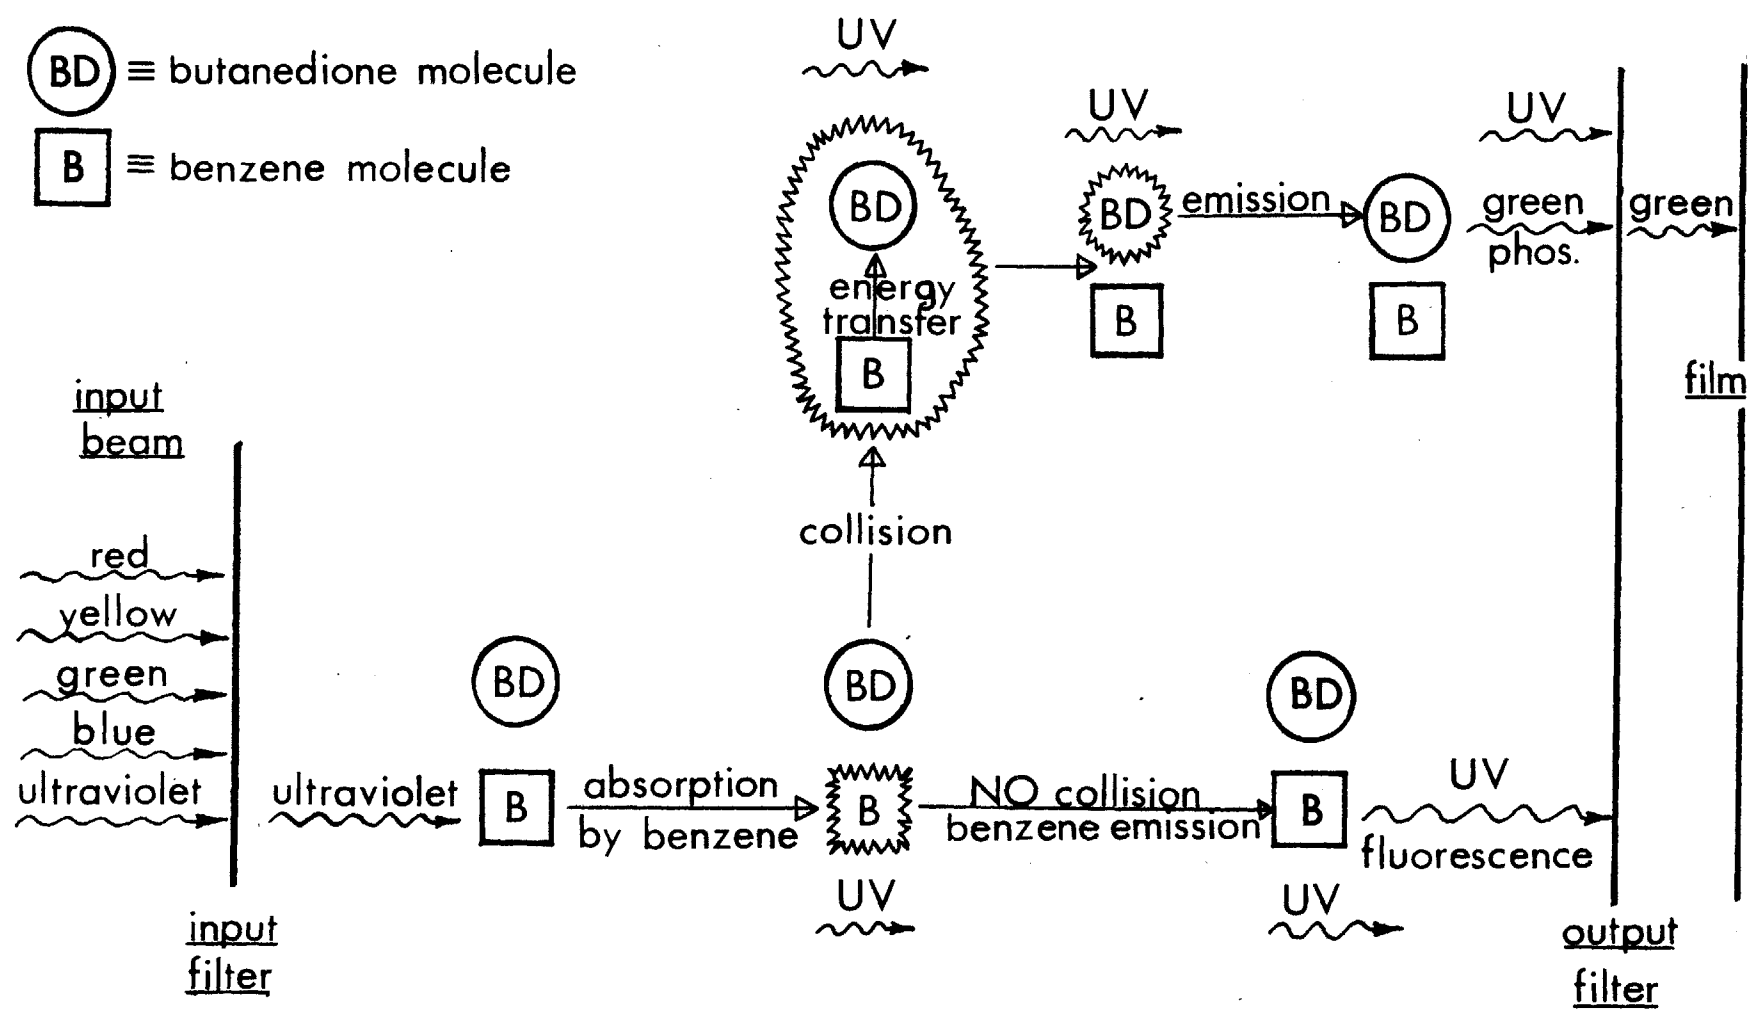 BD ≡ butanedione molecule
B ≡ benzene molecule
UV
UV
UV
BD
energy
transfer
B
BD
B
emission
BD
B
green
phos.
green
film
input
beam
collision
red
yellow
green
blue
ultraviolet
ultraviolet
BD
B
absorption
by benzene
BD
B
UV
NO collision
benzene emission
BD
B
UV
UV
fluorescence
input
filter
output
filter